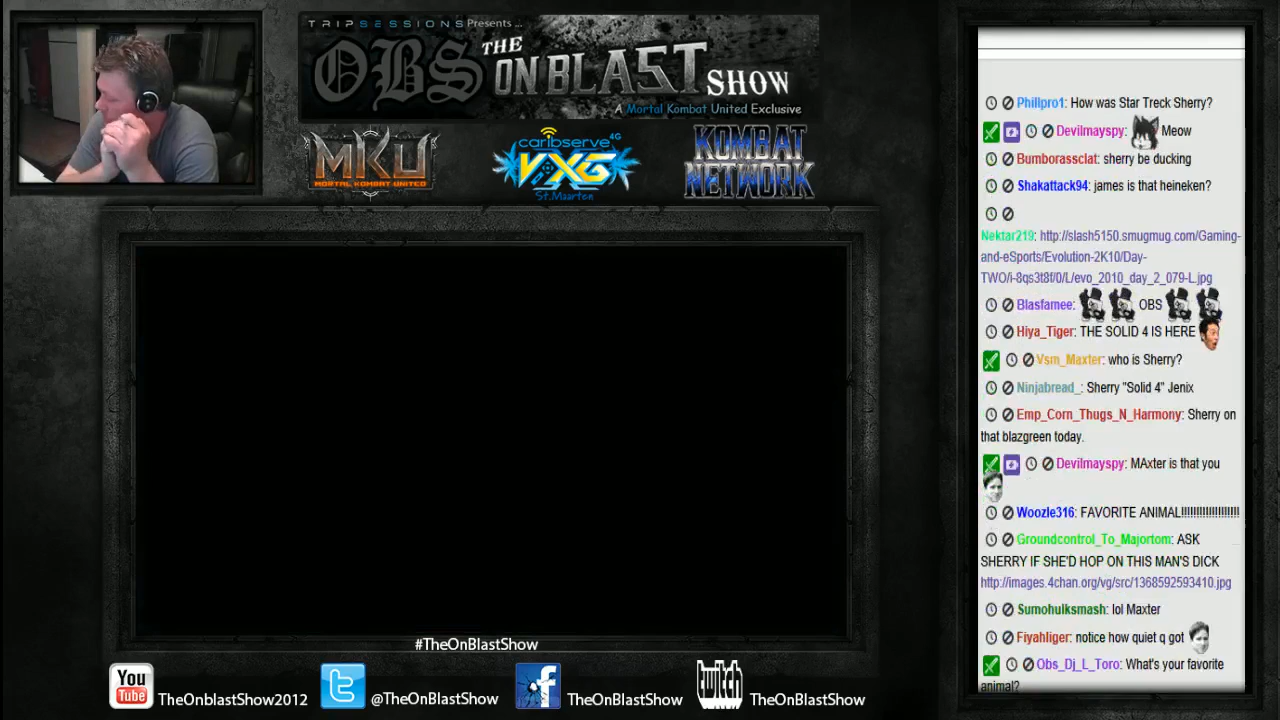 TRIPSESSIONS Presents ...
OBS THE ON BLAST SHOW
A Mortal Kombat United Exclusive
MKU
MORTAL KOMBAT UNITED
caribserve 4G
VXG
St.Maarten
KOMBAT
NETWORK
Phillpro1: How was Star Treck Sherry?
Devilmayspy: Meow
Bumborassclat: sherry be ducking
Shakattack94: james is that heineken?
Nektar219: http://slash5150.smugmug.com/Gaming-
and-eSports/Evolution-2K10/Day-
TWO/i-8qs3t8f/0/L/evo_2010_day_2_079-L.jpg
Blasfamee: OBS
Hiya_Tiger: THE SOLID 4 IS HERE
Vsm_Maxter: who is Sherry?
Ninjabread_: Sherry "Solid 4" Jenix
Emp_Corn_Thugs_N_Harmony: Sherry on
that blazgreen today.
Devilmayspy: MAxter is that you
Woozle316: FAVORITE ANIMAL!!!!!!!!!!!!!!!!!!!
Groundcontrol_To_Majortom: ASK
SHERRY IF SHE'D HOP ON THIS MAN'S DICK
http://images.4chan.org/vg/src/1368592593410.jpg
Sumohulksmash: lol Maxter
Fiyahliger: notice how quiet q got
Obs_Dj_L_Toro: What's your favorite
animal?
#TheOnBlastShow
You
Tube
TheOnblastShow2012
@TheOnBlastShow
TheOnBlastShow
twitch
TheOnBlastShow